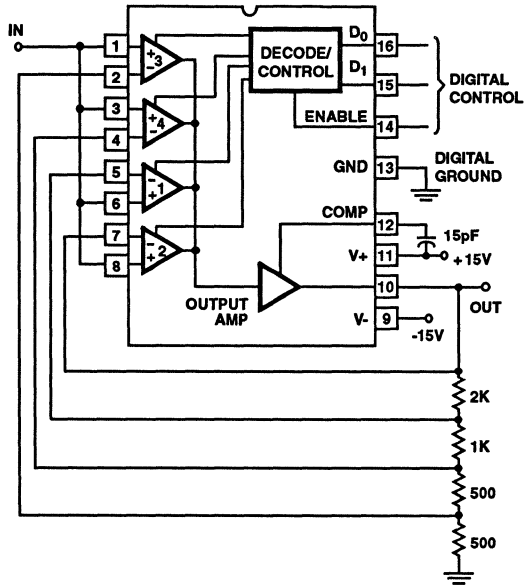 IN
1
2
3
4
5
6
7
8
+
−
3
+
−
4
−
+
1
−
+
2
DECODE/
CONTROL
D0
D1
ENABLE
16
15
14
DIGITAL
CONTROL
GND
13
DIGITAL
GROUND
COMP
12
15pF
V+
11
+15V
OUTPUT
AMP
10
OUT
V-
9
-15V
2K
1K
500
500